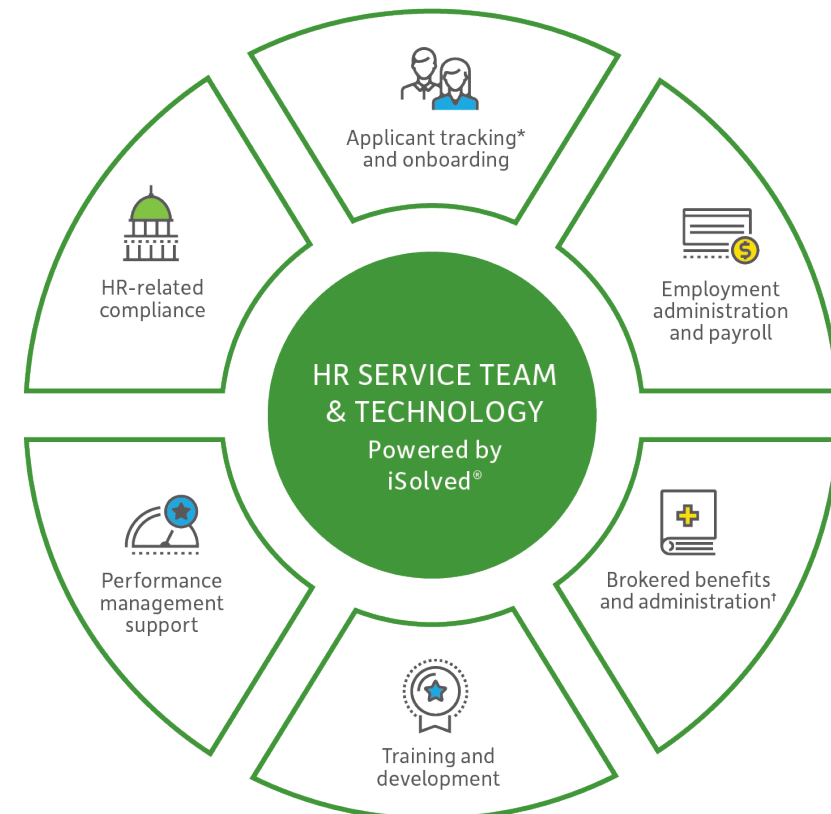 Applicant tracking*
and onboarding
Employment
administration
and payroll
Brokered benefits
and administration†
Training and
development
Performance
management
support
HR-related
compliance
HR SERVICE TEAM
& TECHNOLOGY
Powered by
iSolved®
$